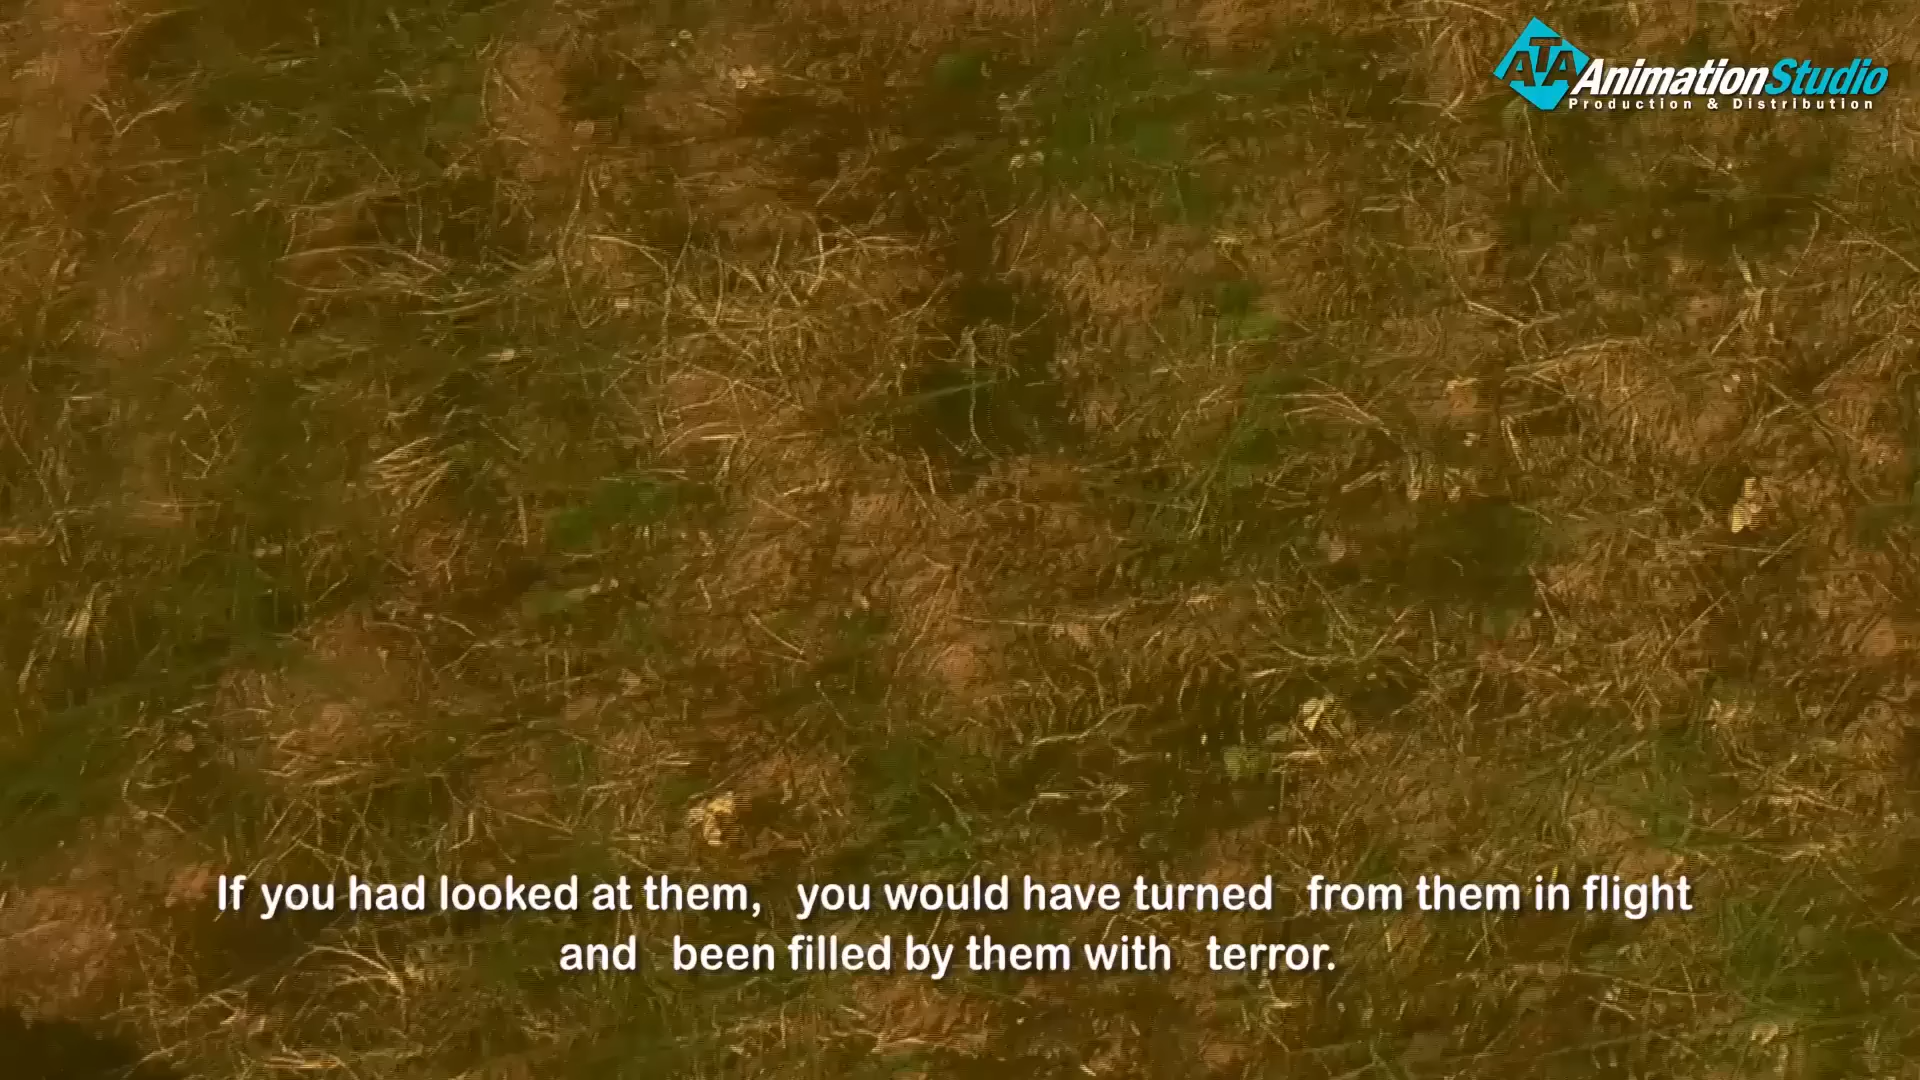 ATA AnimationStudio
Production & Distribution
If you had looked at them, you would have turned from them in flight
and been filled by them with terror.